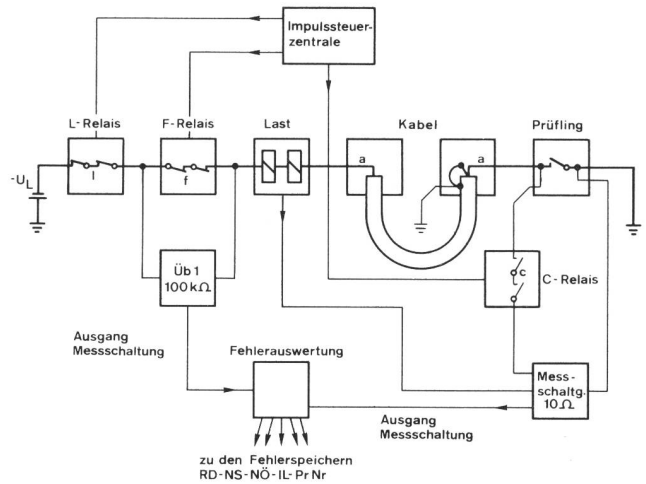 Impulssteuer-
zentrale
L-Relais
F-Relais
Last
Kabel
Prüfling
-UL
l
f
a
a
Üb 1
100 kΩ
c
C-Relais
Ausgang
Messschaltung
Fehlerauswertung
Mess-
schaltg.
10 Ω
Ausgang
Messschaltung
zu den Fehlerspeichern
RD-NS-NÖ-IL-Pr Nr